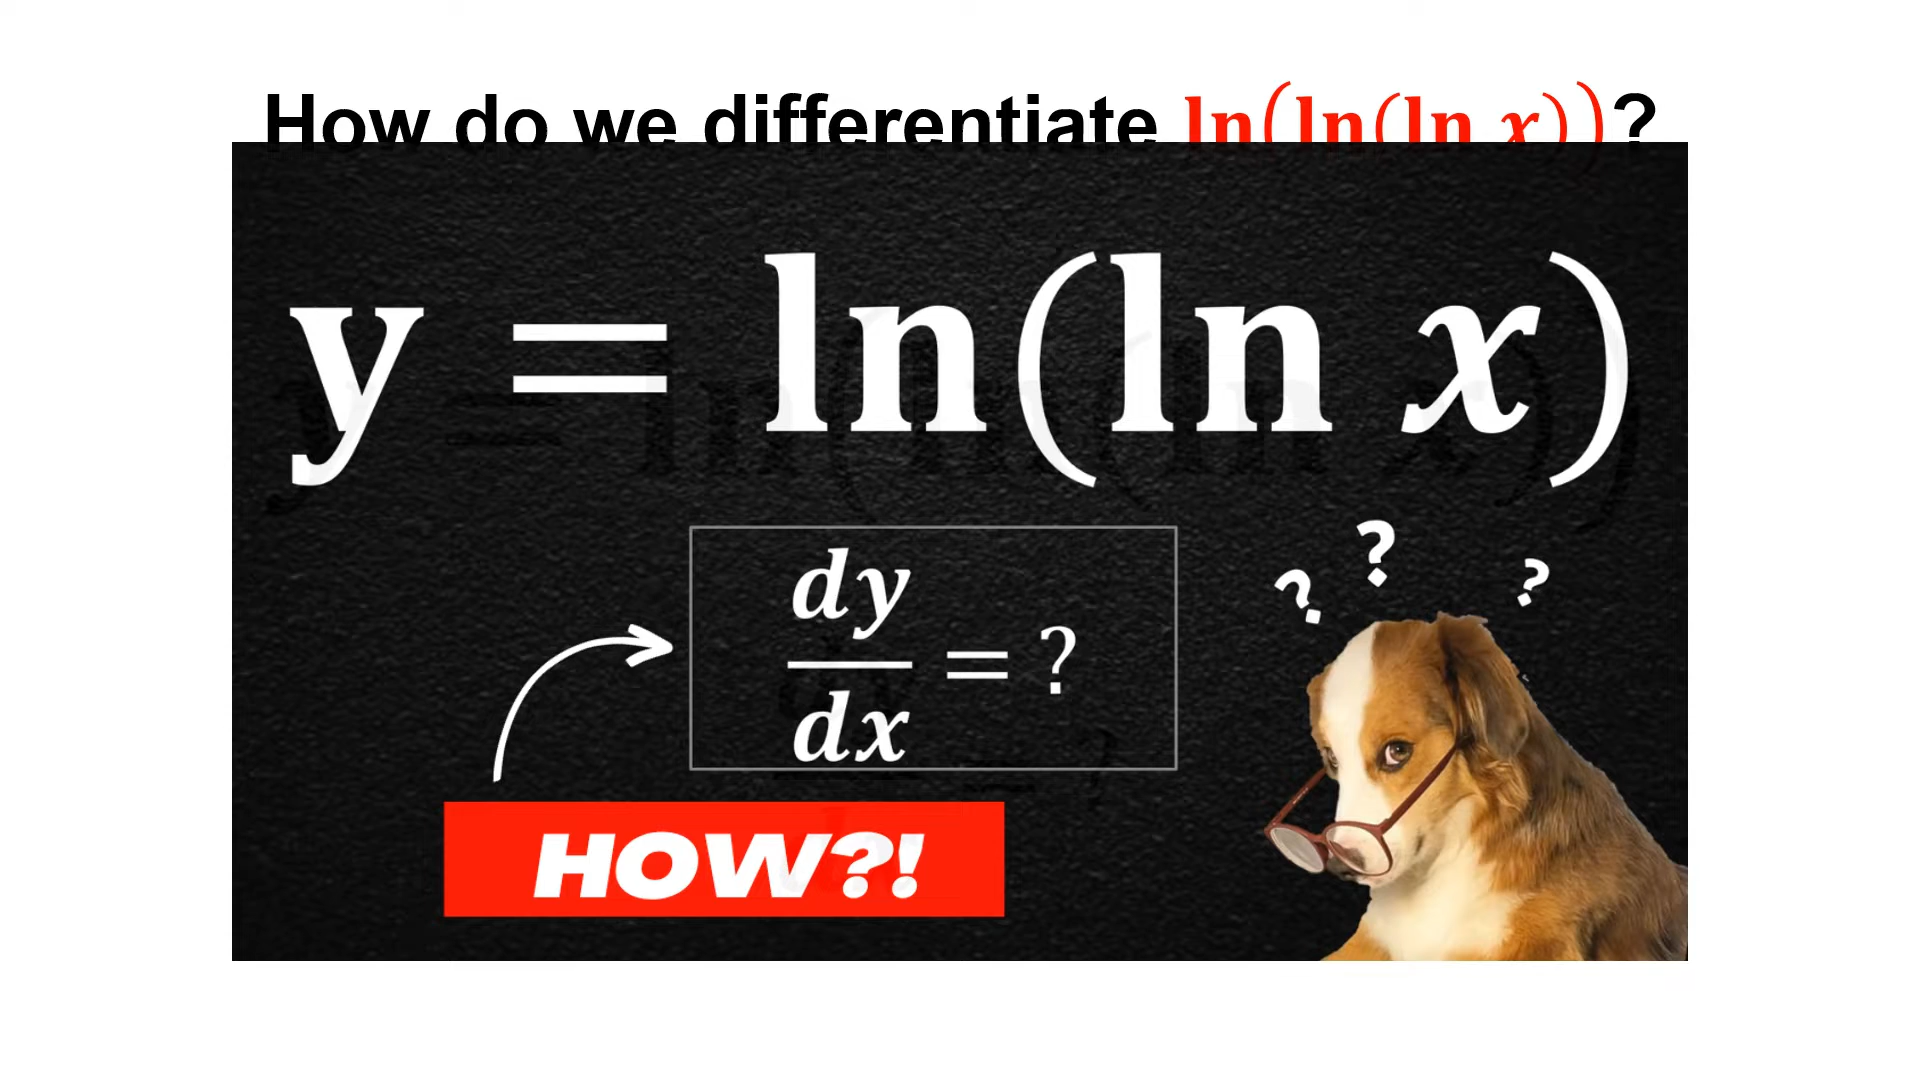 How do we differentiate ln(ln(ln x))?
y = ln(ln x)
? ? ?
dy
dx
= ?
HOW?!